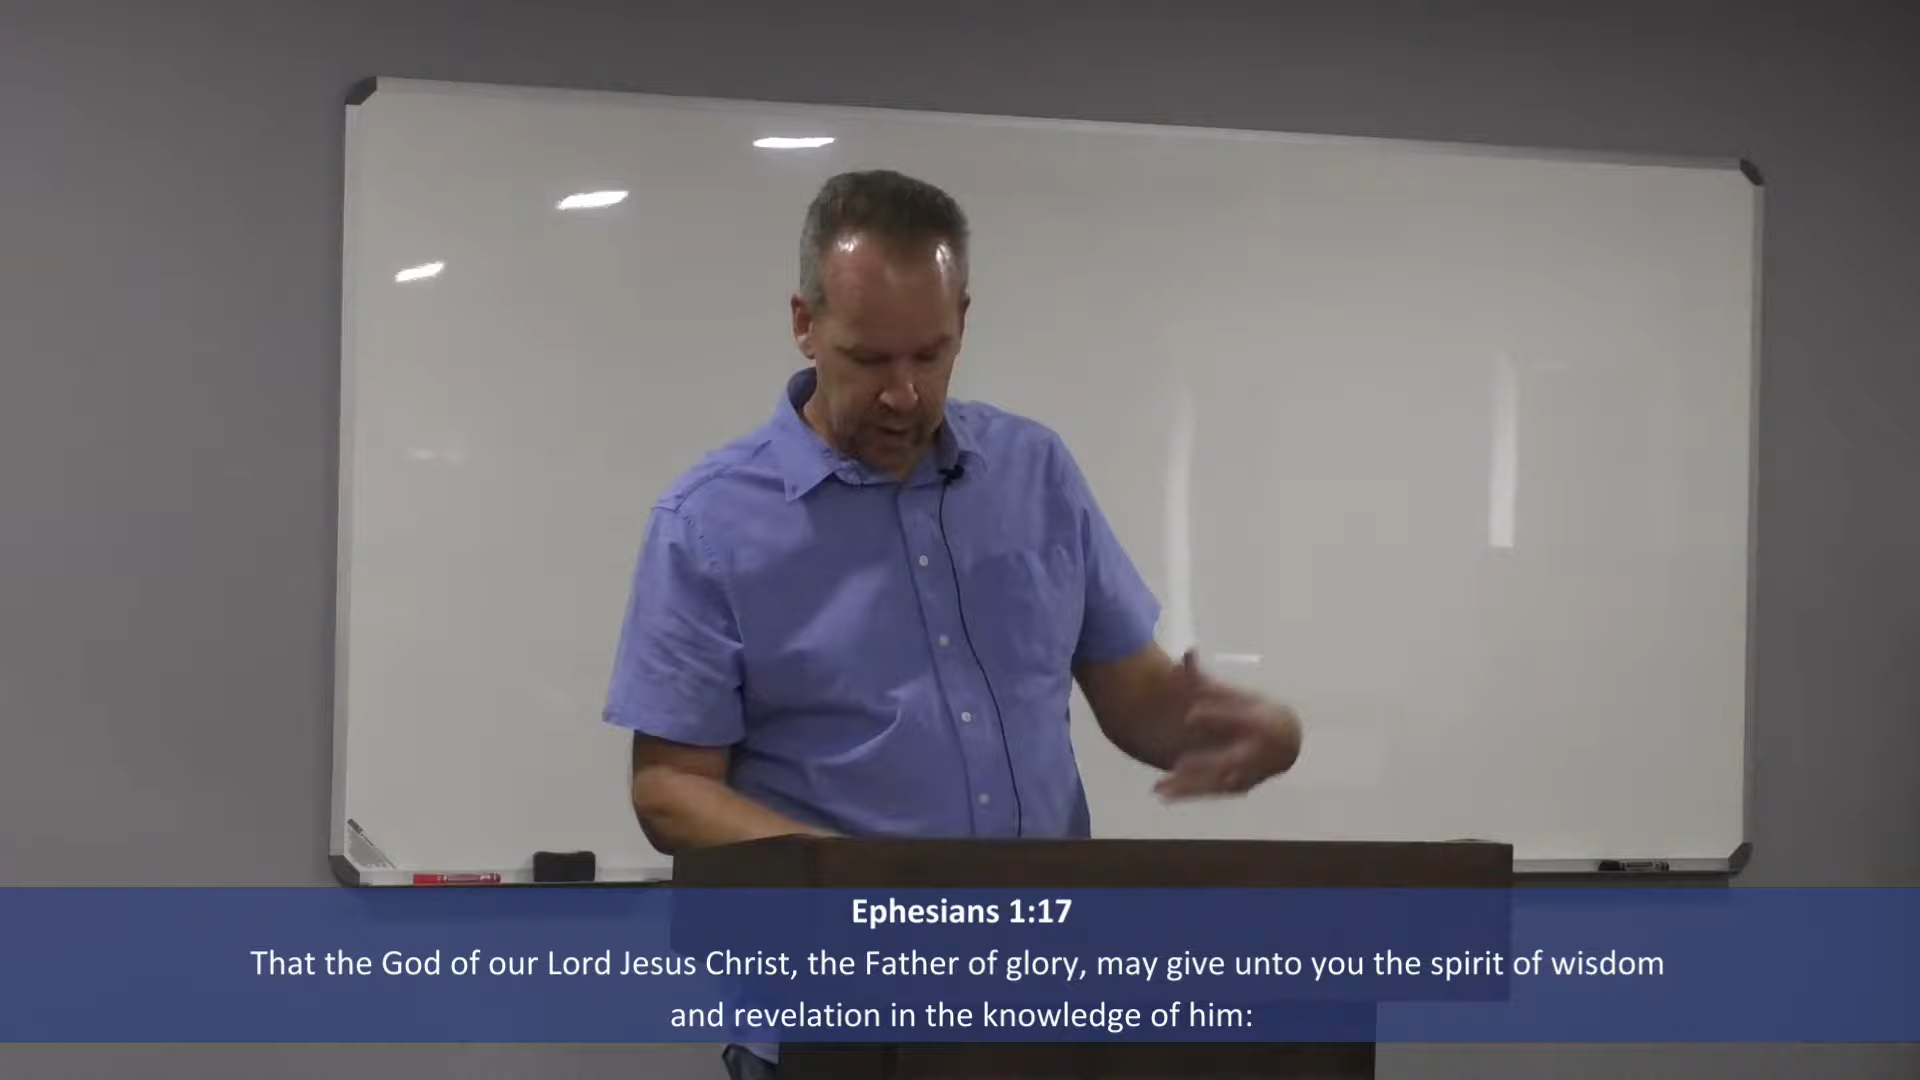 Ephesians 1:17
That the God of our Lord Jesus Christ, the Father of glory, may give unto you the spirit of wisdom
and revelation in the knowledge of him: